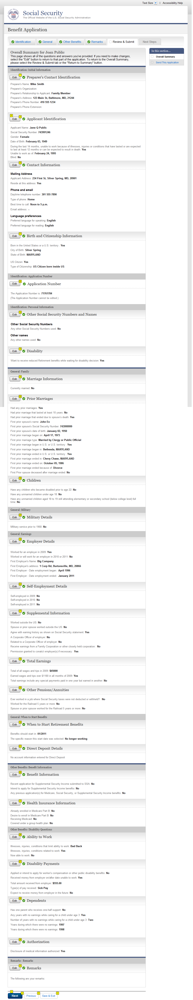 Text Size | Accessibility Help
Social Security
The Official Website of the U.S. Social Security Administration
Benefit Application
Identification General Other Benefits Remarks Review & Submit Next Steps
Overall Summary for Joan Public
This page shows all of the questions and answers you've provided. If you need to make changes,
select the "Edit" button to return to that part of the application. To return to the Overall Summary,
please select the Review & Submit tab or the "Return to Summary" button.
In this section...
Overall Summary
Send This Application
Identification: Initial Information
Edit Preparer's Contact Identification
Preparer's Name: Mike Smith
Preparer's Organization:
Preparer's Relationship to Applicant: Family Member
Preparer's Address: 123 Main St, Baltimore, MD, 21244
Preparer's Phone Number: 410 555 1234
Preparer's Phone Extension:
Edit Applicant Identification
Applicant Name: Jane Q Public
Social Security Number: 743991246
Gender: Female
Date of Birth: February 03, 1949
During the last 14 months, unable to work because of illnesses, injuries or conditions that have lasted or are expected
to last at least 12 months or can be expected to result in death: Yes
Unable to work as of: February 24, 1995
Blind: No
Edit Contact Information
Mailing Address
Applicant Address: 234 First St, Silver Spring, MD, 20901
Reside at this address: Yes
Phone and email
Daytime telephone number: 301 555 7890
Type of phone: Home
Best time to call: Noon to 5 p.m.
Email address: --
Language preferences
Preferred language for speaking: English
Preferred language for reading: English
Edit Birth and Citizenship Information
Born in the United States or a U.S. territory : Yes
City of Birth: Silver Spring
State of Birth: MARYLAND
US Citizen: Yes
Type of Citizenship: US Citizen born inside US
Identification: Application Number
Edit Application Number
The Application Number is: 71761784
(The Application Number cannot be edited.)
Identification: Personal Information
Edit Other Social Security Numbers and Names
Other Social Security Numbers
Any other Social Security Numbers used: No
Other names
Any other names used: No
Edit Disability
Want to receive reduced Retirement benefits while waiting for disability decision: Yes
General: Family
Edit Marriage Information
Currently married: No
Edit Prior Marriages
Had any prior marriages: Yes
Had prior marriage that lasted at least 10 years: No
Had prior marriage that ended due to spouse's death: Yes
First prior spouse's name: John Ex
First prior spouse's Social Security Number: 743999999
First prior spouse's date of birth: January 02, 1950
First prior marriage began on: April 17, 1973
First prior marriage type: Married by Clergy or Public Official
First prior marriage began in U.S. or U.S. territory : Yes
First prior marriage began in: Bethesda, MARYLAND
First prior marriage ended in U.S. or U.S. territory : Yes
First prior marriage ended in: Chevy Chase, MARYLAND
First prior marriage ended on: October 05, 1986
First prior marriage ended because of: Divorce
First Prior spouse deceased after marriage ended: No
Edit Children
Have any children who became disabled prior to age 22: No
Have any unmarried children under age 18: No
Have any unmarried children aged 18 to 19 still attending elementary or secondary school (below college level) full
time: No
General: Military
Edit Military Details
Military service prior to 1968: No
General: Earnings
Edit Employer Details
Worked for an employer in 2009: Yes
Worked or will work for an employer in 2010 or 2011: No
First Employer's Name: Big Company
First Employer's address: 1 Corp Rd, Burtonsville, MD, 20866
First Employer - Date employment began: April 1996
First Employer - Date employment ended: January 2011
Edit Self-Employment Details
Self-employed in 2009: No
Self-employed in 2010: No
Self-employed in 2011: No
Edit Supplemental Information
Worked outside the US: No
Spouse or prior spouse worked outside the US: No
Agree with earning history as shown on Social Security statement: Yes
A Corporate Officer of employer: No
Related to a Corporate Officer of employer: No
Receive earnings from a Family Corporation or other closely held corporation: No
Permission granted to conatct employer(s) if necessary: Yes
Edit Total Earnings
Total of all wages and tips in 2009: $45000
Earned wages and tips over $1180 in all months of 2009: Yes
Total earnings include any special payments paid in one year but earned in another: No
Edit Other Pensions/Annuities
Ever worked in a job where Social Security taxes were not deducted or withheld?: No
Worked for the Railroad 5 years or more: No
Spouse or prior spouse worked for the Railroad 5 years or more: No
General: When to Start Benefits
Edit When to Start Retirement Benefits
Benefits should start in: 01/2011
The specific reason this start date was selected: No longer working
Edit Direct Deposit Details
No account information entered for Direct Deposit
Other Benefits: Benefit Information
Edit Benefit Information
Recent application for Supplemental Security Income submitted to SSA: No
Intend to apply for Supplemental Security Income benefits: No
Any previous application(s) for Medicare, Social Security, or Supplemental Security Income benefits: No
Edit Health Insurance Information
Already enrolled in Medicare Part B: No
Desire to enroll in Medicare Part B: No
Receiving Medicaid: No
Covered under a group health plan: No
Other Benefits: Disability Questions
Edit Ability to Work
Illnesses, injuries, conditions that limit ability to work: Bad Back
Illnesses, injuries, conditions related to work: Yes
Now able to work: No
Edit Disability Payments
Applied or intend to apply for worker's compensation or other public disability benefits: No
Received money from employer on/after date unable to work: Yes
Total amount received from employer: $555.00
Type(s) of pay received: Sick Pay
Expect to receive money from employer in the future: No
Edit Dependents
Has one parent who receives one-half support: No
Any years with no earnings while caring for a child under age 3: Yes
Number of years with no earnings while caring for a child under age 3: Two
Years during which there were no earnings: 1997
Years during which there were no earnings: 1998
Edit Authorization
Disclosure of medical information authorized: Yes
Remarks : Remarks
Edit Remarks
The following are your remarks:
Next Previous Save & Exit